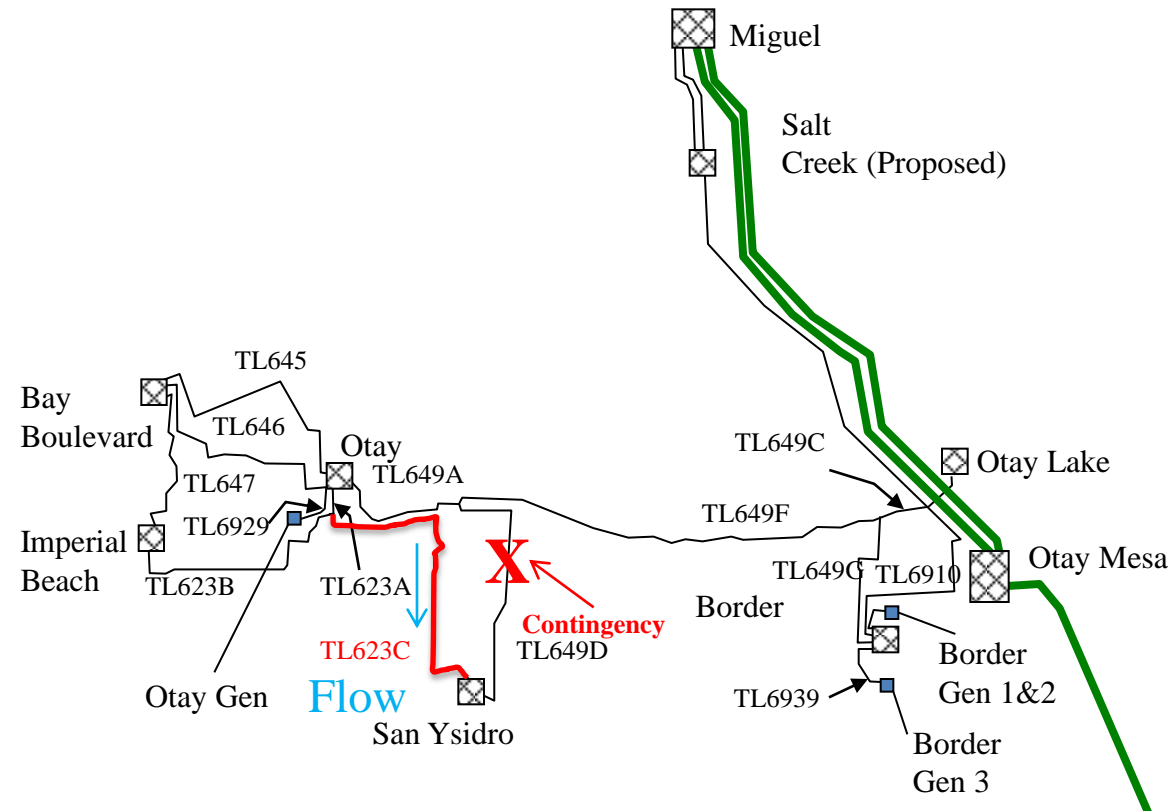 Miguel
Salt
Creek (Proposed)
TL645
Bay
Boulevard
TL646
Otay
TL649A
TL649C
Otay Lake
TL647
TL649F
TL6929
Imperial
Beach
TL623B
TL623A
X
TL649G
TL6910
Otay Mesa
Border
Contingency
TL623C
TL649D
Otay Gen
Flow
San Ysidro
TL6939
Border
Gen 1&2
Border
Gen 3